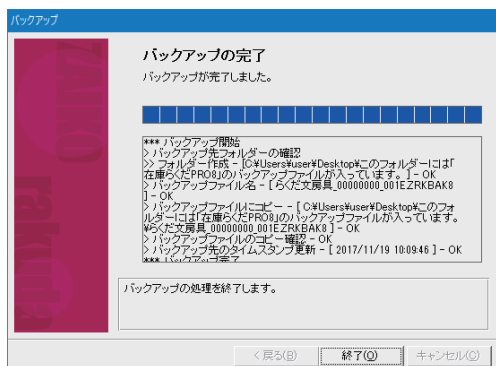 バックアップ
ZAIKO
rakuda
バックアップの完了
バックアップが完了しました。
*** バックアップ開始
> バックアップ先フォルダーの確認
>> フォルダー作成 - [C:¥Users¥user¥Desktop¥このフォルダーには｢
在庫らくだPRO8｣のバックアップファイルが入っています。] - OK
> バックアップファイル名 - [ らくだ文房具_00000000_001EZRKBAK8
] - OK
> バックアップファイルにコピー - [ C:¥Users¥user¥Desktop¥このフォ
ルダーには｢在庫らくだPRO8｣のバックアップファイルが入っています。
¥らくだ文房具_00000000_001EZRKBAK8 ] - OK
> バックアップファイルのコピー確認 - OK
> バックアップ先のタイムスタンプ更新 - [ 2017/11/19 10:09:46 ] - OK
*** バックアップ完了
バックアップの処理を終了します。
< 戻る(B)
終了(O)
キャンセル(C)